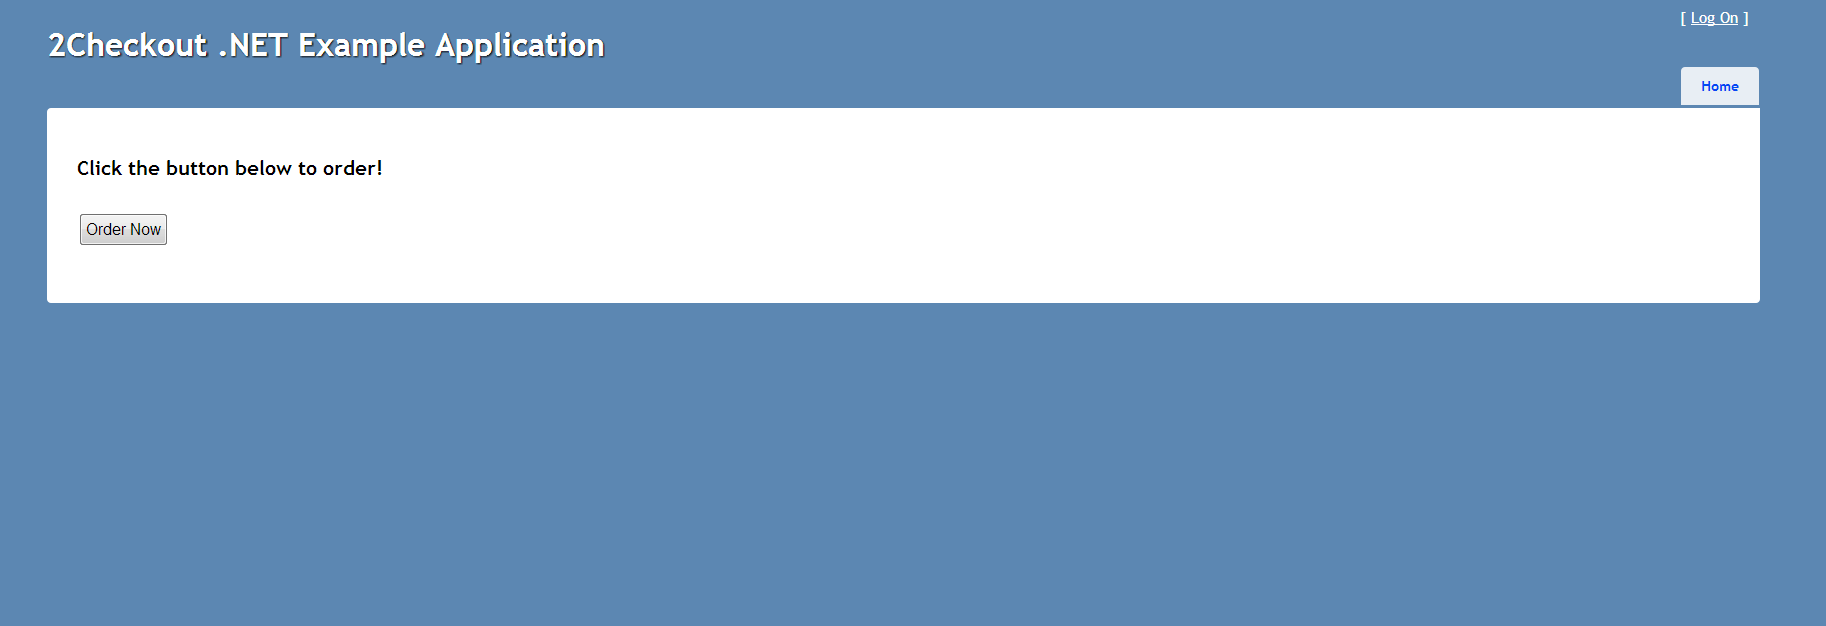 [ Log On ]
2Checkout .NET Example Application
Home
Click the button below to order!
Order Now